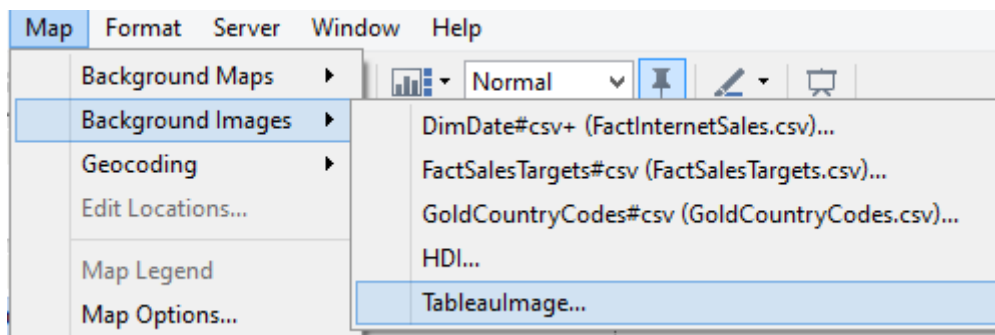 Map Format Server Window Help
Background Maps
Normal
Background Images
DimDate#csv+ (FactInternetSales.csv)...
Geocoding
FactSalesTargets#csv (FactSalesTargets.csv)...
Edit Locations...
GoldCountryCodes#csv (GoldCountryCodes.csv)...
HDI...
Map Legend
TableauImage...
Map Options...